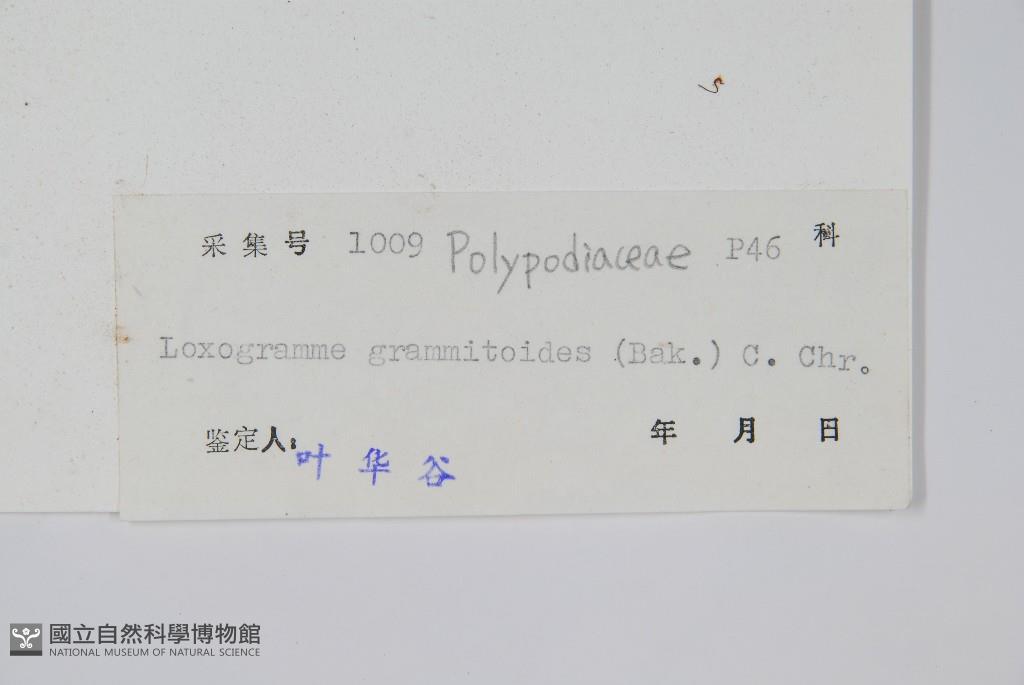 采集号 1009 Polypodiaceae P46 科
Loxogramme grammitoides (Bak.) C. Chr.
鉴定人: 叶华谷 年 月 日
國立自然科學博物館
NATIONAL MUSEUM OF NATURAL SCIENCE